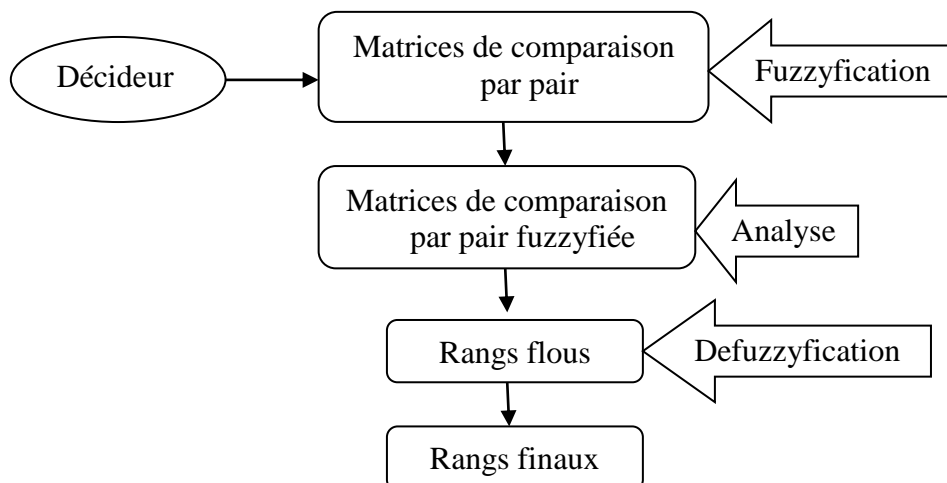 Décideur
Matrices de comparaison
par pair
Fuzzyfication
Matrices de comparaison
par pair fuzzyfiée
Analyse
Rangs flous
Defuzzyfication
Rangs finaux